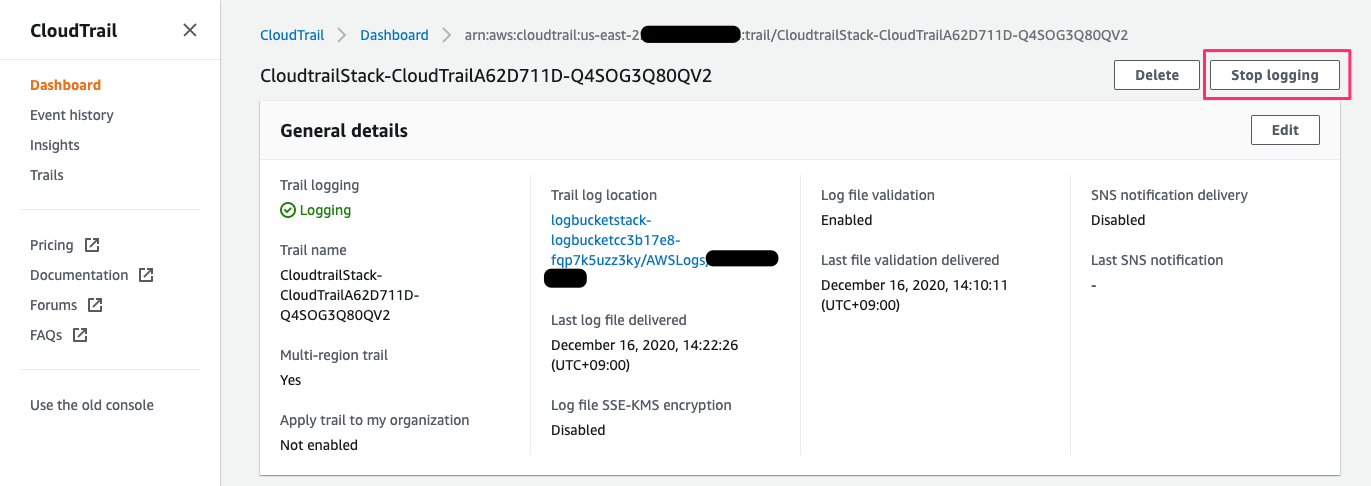 CloudTrail
Dashboard
Event history
Insights
Trails
Pricing
Documentation
Forums
FAQs
Use the old console
CloudTrail > Dashboard > arn:aws:cloudtrail:us-east-2 :trail/CloudtrailStack-CloudTrailA62D711D-Q4SOG3Q80QV2
CloudtrailStack-CloudTrailA62D711D-Q4SOG3Q80QV2
Delete
Stop logging
General details
Edit
Trail logging
Logging
Trail name
CloudtrailStack-
CloudTrailA62D711D-
Q4SOG3Q80QV2
Multi-region trail
Yes
Apply trail to my organization
Not enabled
Trail log location
logbucketstack-
logbucketcc3b17e8-
fqp7k5uzz3ky/AWSLogs/
Last log file delivered
December 16, 2020, 14:22:26
(UTC+09:00)
Log file SSE-KMS encryption
Disabled
Log file validation
Enabled
Last file validation delivered
December 16, 2020, 14:10:11
(UTC+09:00)
SNS notification delivery
Disabled
Last SNS notification
-